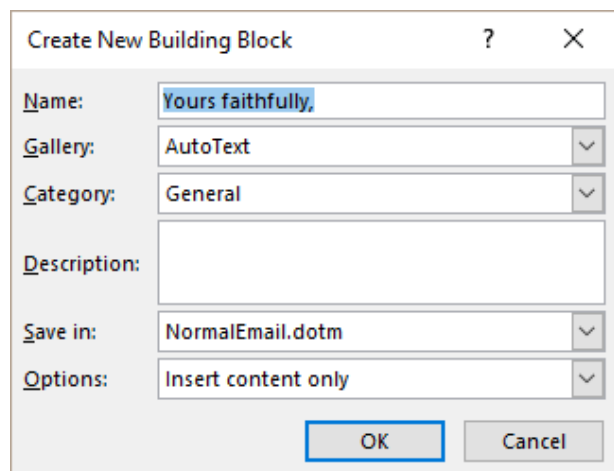 Create New Building Block ?
Name: Yours faithfully,
Gallery: AutoText
Category: General
Description:
Save in: NormalEmail.dotm
Options: Insert content only
OK Cancel